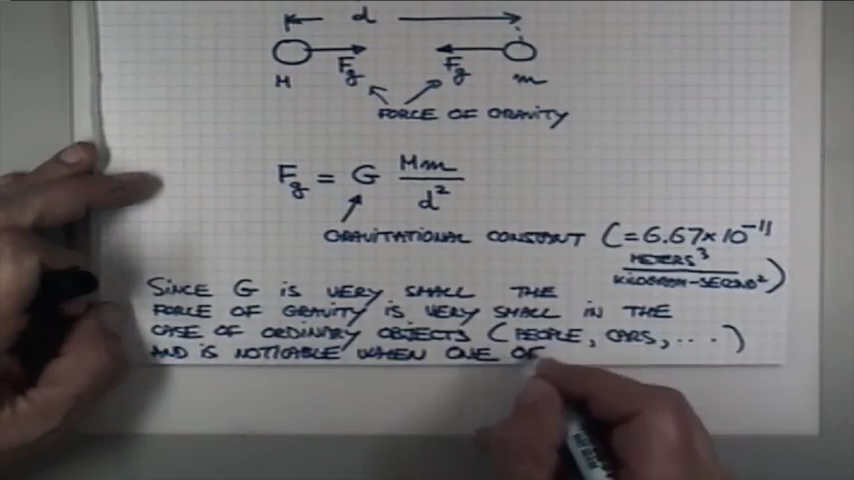 d
M Fg Fg m
FORCE OF GRAVITY
Fg = G Mm / d²
GRAVITATIONAL CONSTANT (= 6.67×10⁻¹¹
METERS³ / KILOGRAM-SECOND²)
SINCE G IS VERY SMALL THE
FORCE OF GRAVITY IS VERY SMALL IN THE
CASE OF ORDINARY OBJECTS (PEOPLE, CARS, ....)
AND IS NOTICABLE WHEN ONE OF